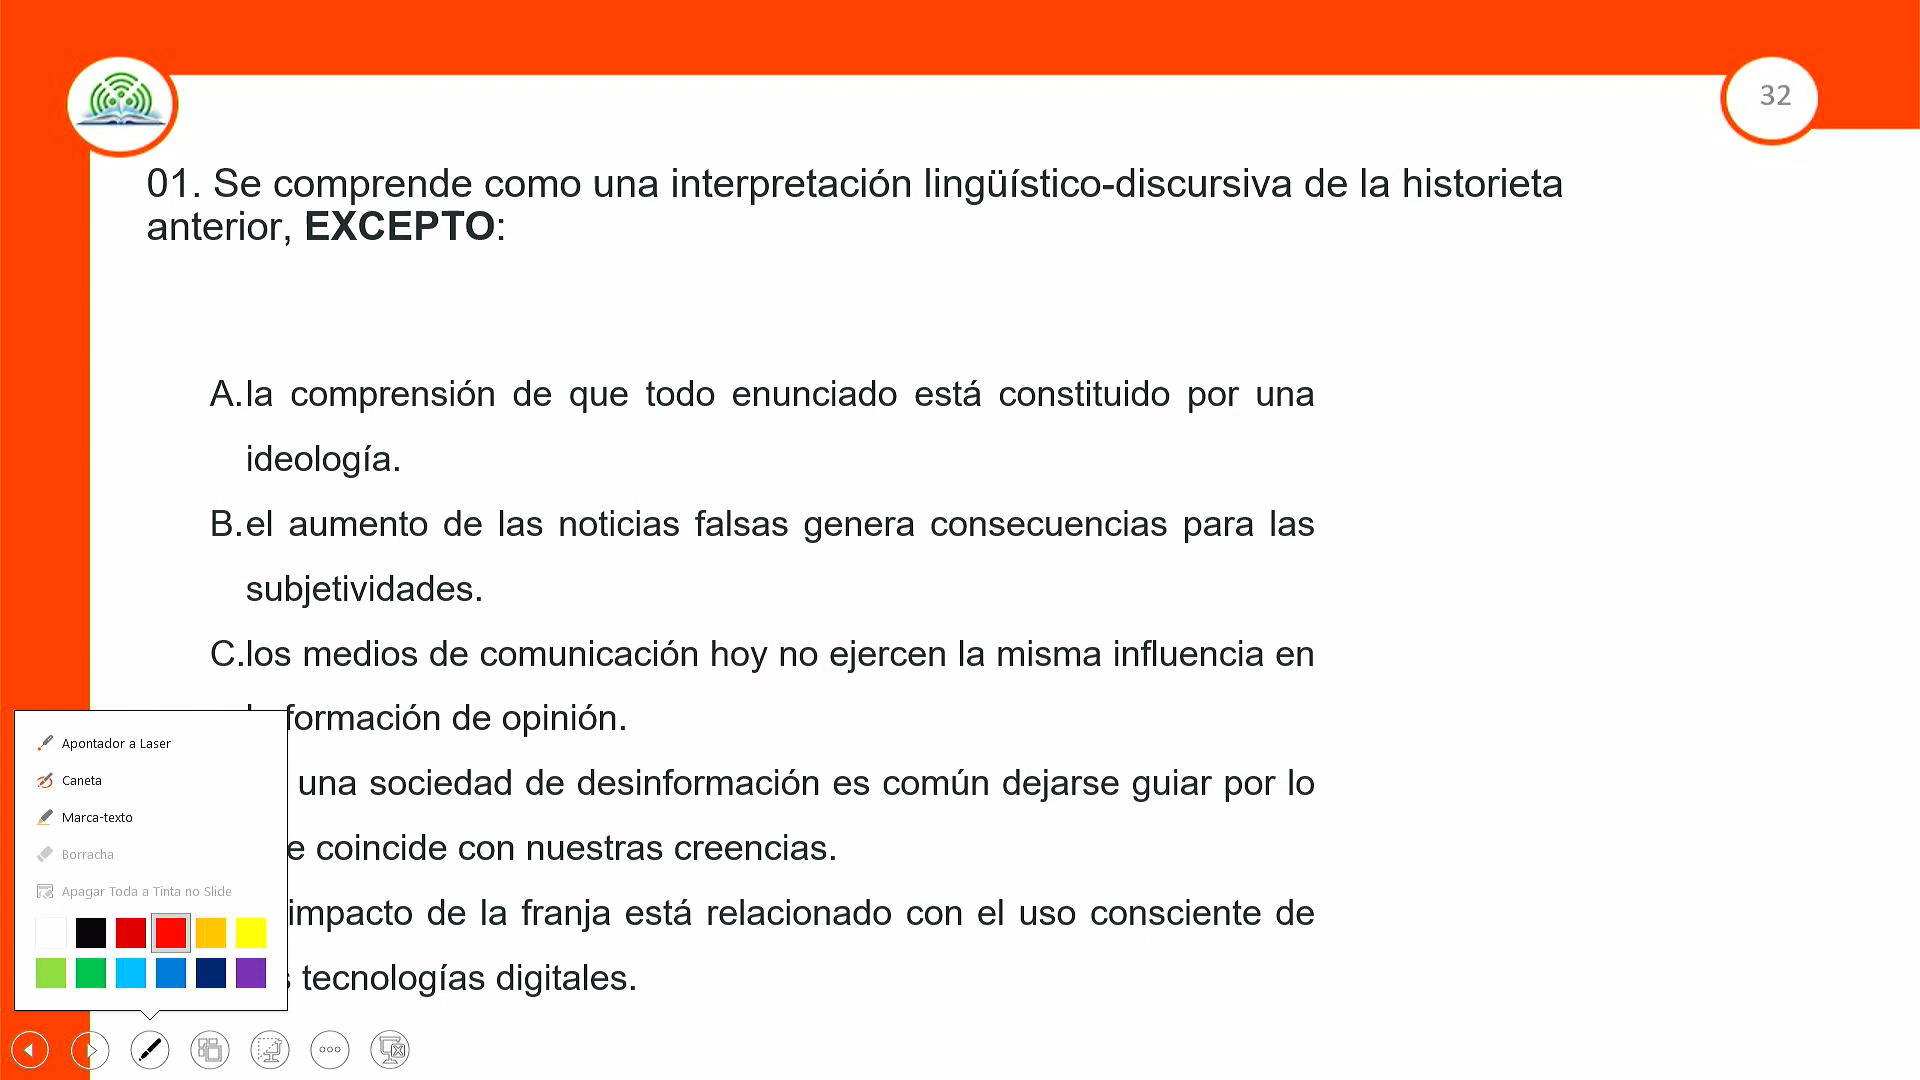 32
01. Se comprende como una interpretación lingüístico-discursiva de la historieta
anterior, EXCEPTO:
A.la comprensión de que todo enunciado está constituido por una
ideología.
B.el aumento de las noticias falsas genera consecuencias para las
subjetividades.
C.los medios de comunicación hoy no ejercen la misma influencia en
formación de opinión.
una sociedad de desinformación es común dejarse guiar por lo
coincide con nuestras creencias.
impacto de la franja está relacionado con el uso consciente de
tecnologías digitales.
Apontador a Laser
Caneta
Marca-texto
Borracha
Apagar Toda a Tinta no Slide